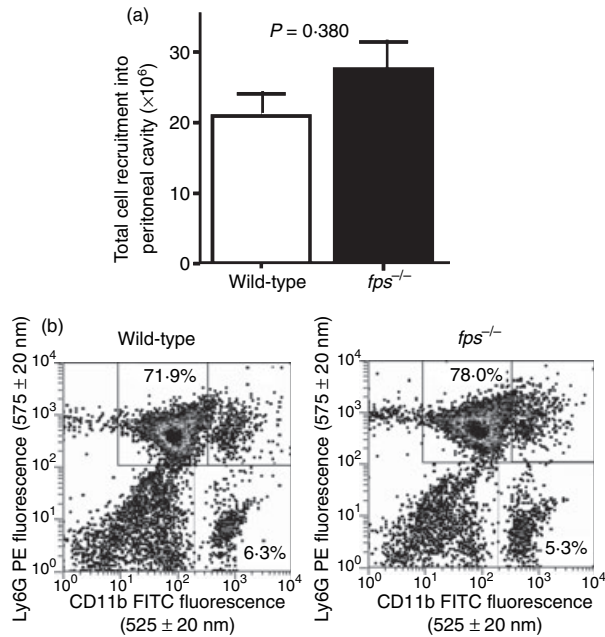 (a)
P = 0·380
Total cell recruitment into
peritoneal cavity (×10⁶)
30
20
10
0
Wild-type
fps⁻/⁻
(b)
Wild-type
Ly6G PE fluorescence (575 ± 20 nm)
10⁴
10³
10²
10¹
10⁰
71·9%
6·3%
10⁰ 10¹ 10² 10³ 10⁴
CD11b FITC fluorescence
(525 ± 20 nm)
fps⁻/⁻
Ly6G PE fluorescence (575 ± 20 nm)
10⁴
10³
10²
10¹
10⁰
78·0%
5·3%
10⁰ 10¹ 10² 10³ 10⁴
CD11b FITC fluorescence
(525 ± 20 nm)